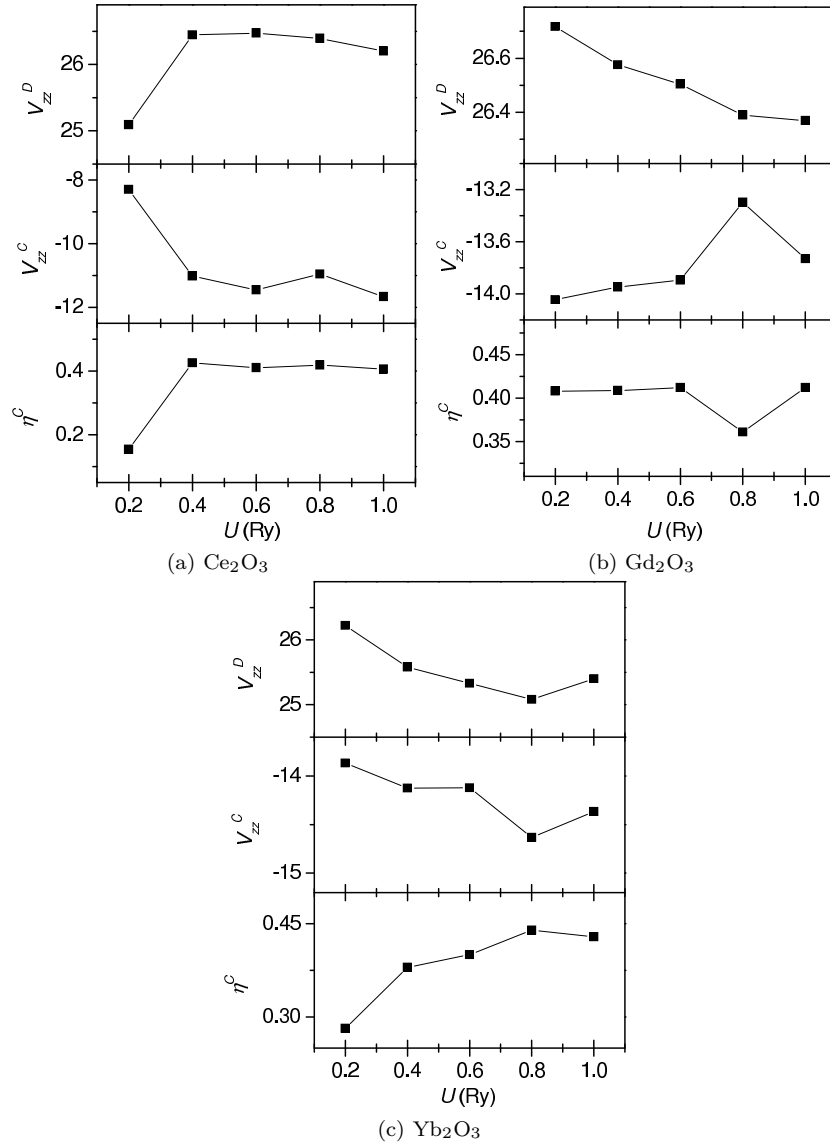 V_zz^D
26
25
V_zz^C
-8
-10
-12
η^C
0.4
0.2
0.2 0.4 0.6 0.8 1.0
U (Ry)
(a) Ce₂O₃
V_zz^D
26.6
26.4
V_zz^C
-13.2
-13.6
-14.0
η^C
0.45
0.40
0.35
0.2 0.4 0.6 0.8 1.0
U (Ry)
(b) Gd₂O₃
V_zz^D
26
25
V_zz^C
-14
-15
η^C
0.45
0.30
0.2 0.4 0.6 0.8 1.0
U (Ry)
(c) Yb₂O₃